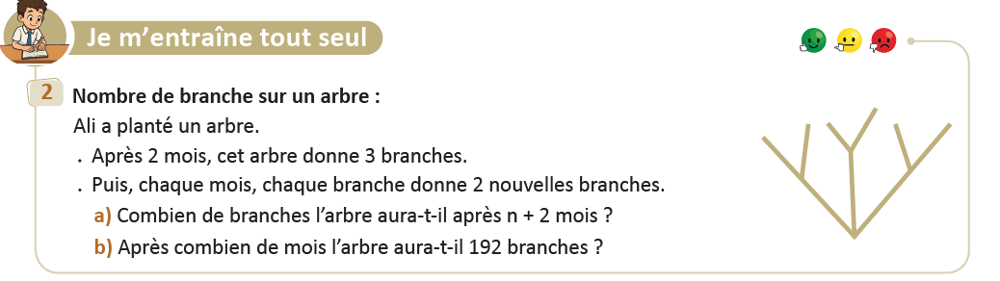 Je m’entraîne tout seul
2 Nombre de branche sur un arbre :
Ali a planté un arbre.
. Après 2 mois, cet arbre donne 3 branches.
. Puis, chaque mois, chaque branche donne 2 nouvelles branches.
a) Combien de branches l’arbre aura-t-il après n + 2 mois ?
b) Après combien de mois l’arbre aura-t-il 192 branches ?